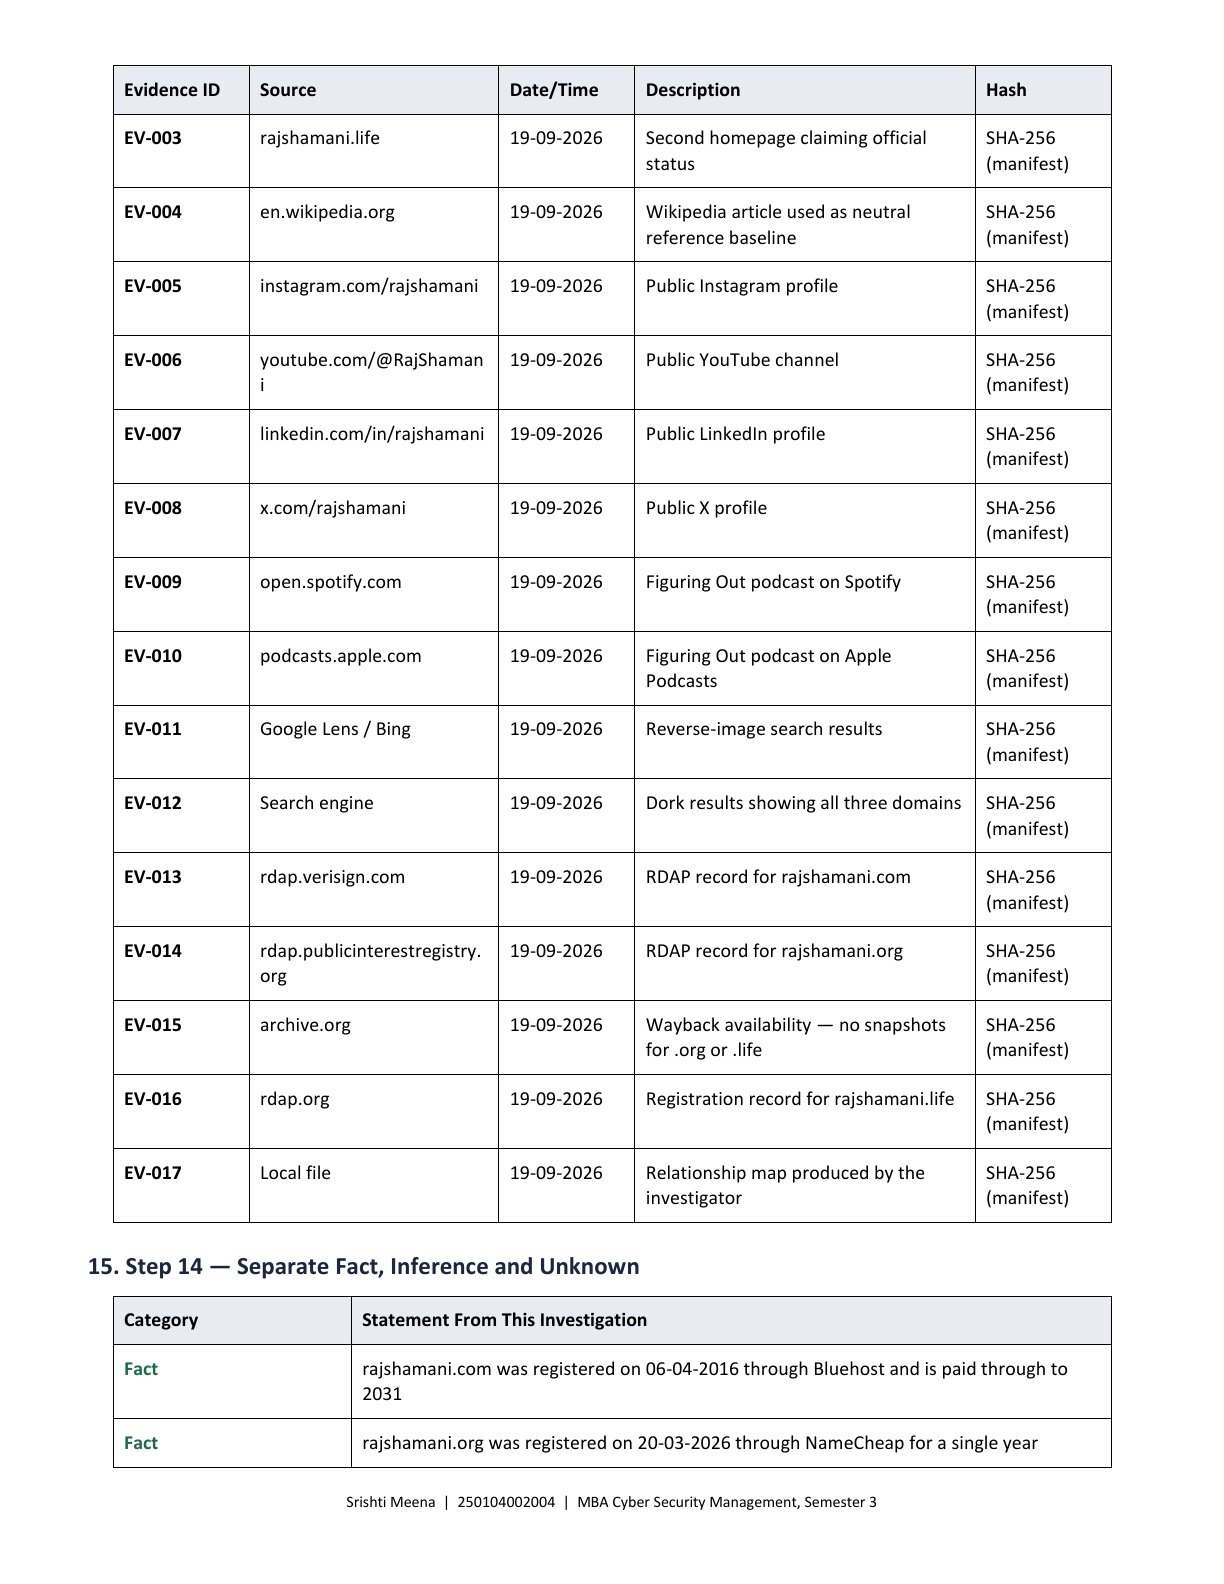 Evidence ID Source Date/Time Description Hash
EV-003 rajshamani.life 19-09-2026 Second homepage claiming official SHA-256
status (manifest)
EV-004 en.wikipedia.org 19-09-2026 Wikipedia article used as neutral SHA-256
reference baseline (manifest)
EV-005 instagram.com/rajshamani 19-09-2026 Public Instagram profile SHA-256
(manifest)
EV-006 youtube.com/@RajShaman 19-09-2026 Public YouTube channel SHA-256
i (manifest)
EV-007 linkedin.com/in/rajshamani 19-09-2026 Public LinkedIn profile SHA-256
(manifest)
EV-008 x.com/rajshamani 19-09-2026 Public X profile SHA-256
(manifest)
EV-009 open.spotify.com 19-09-2026 Figuring Out podcast on Spotify SHA-256
(manifest)
EV-010 podcasts.apple.com 19-09-2026 Figuring Out podcast on Apple SHA-256
Podcasts (manifest)
EV-011 Google Lens / Bing 19-09-2026 Reverse-image search results SHA-256
(manifest)
EV-012 Search engine 19-09-2026 Dork results showing all three domains SHA-256
(manifest)
EV-013 rdap.verisign.com 19-09-2026 RDAP record for rajshamani.com SHA-256
(manifest)
EV-014 rdap.publicinterestregistry. 19-09-2026 RDAP record for rajshamani.org SHA-256
org (manifest)
EV-015 archive.org 19-09-2026 Wayback availability — no snapshots SHA-256
for .org or .life (manifest)
EV-016 rdap.org 19-09-2026 Registration record for rajshamani.life SHA-256
(manifest)
EV-017 Local file 19-09-2026 Relationship map produced by the SHA-256
investigator (manifest)
15. Step 14 — Separate Fact, Inference and Unknown
Category Statement From This Investigation
Fact rajshamani.com was registered on 06-04-2016 through Bluehost and is paid through to
2031
Fact rajshamani.org was registered on 20-03-2026 through NameCheap for a single year
Srishti Meena | 250104002004 | MBA Cyber Security Management, Semester 3